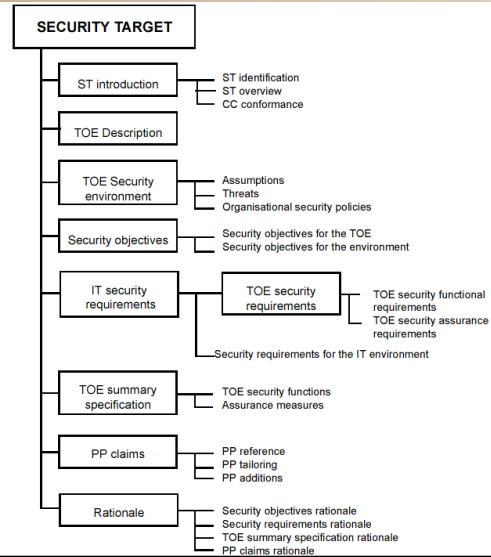 SECURITY TARGET
ST introduction
ST identification
ST overview
CC conformance
TOE Description
TOE Security
environment
Assumptions
Threats
Organisational security policies
Security objectives
Security objectives for the TOE
Security objectives for the environment
IT security
requirements
TOE security
requirements
TOE security functional
requirements
TOE security assurance
requirements
Security requirements for the IT environment
TOE summary
specification
TOE security functions
Assurance measures
PP claims
PP reference
PP tailoring
PP additions
Rationale
Security objectives rationale
Security requirements rationale
TOE summary specification rationale
PP claims rationale